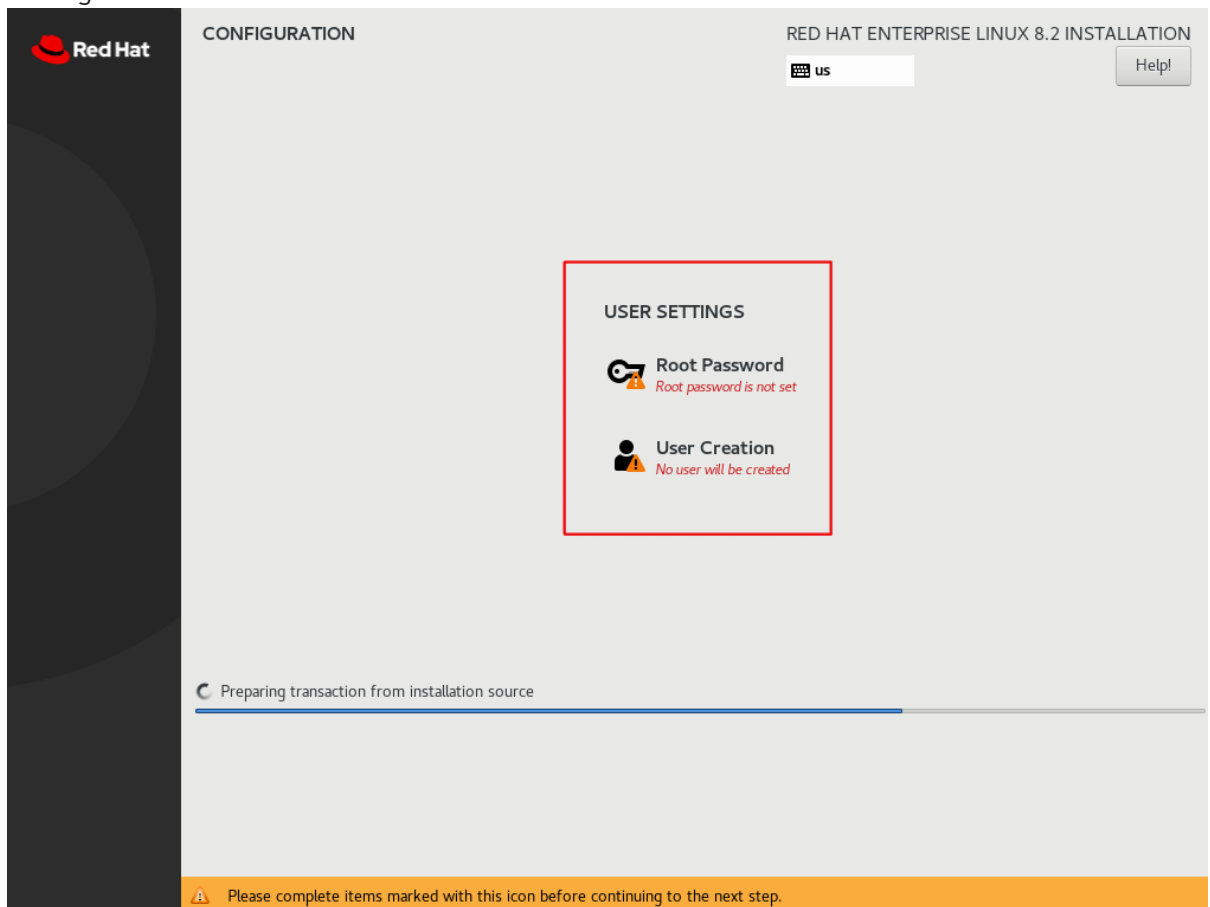 Red Hat
CONFIGURATION
RED HAT ENTERPRISE LINUX 8.2 INSTALLATION
us
Help!
USER SETTINGS
Root Password
Root password is not set
User Creation
No user will be created
Preparing transaction from installation source
Please complete items marked with this icon before continuing to the next step.